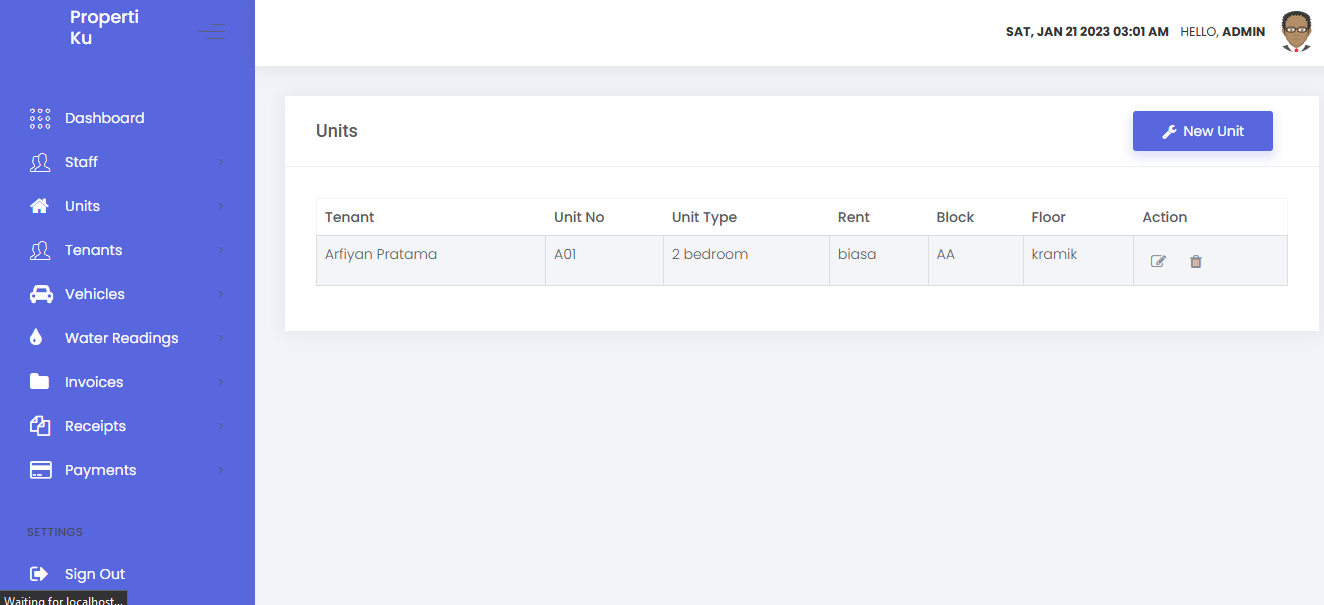 Properti
Ku
SAT, JAN 21 2023 03:01 AM HELLO, ADMIN
Dashboard
Staff
Units
Tenants
Vehicles
Water Readings
Invoices
Receipts
Payments
SETTINGS
Sign Out
Waiting for localhost...
Units
New Unit
Tenant Unit No Unit Type Rent Block Floor Action
Arfiyan Pratama A01 2 bedroom biasa AA kramik